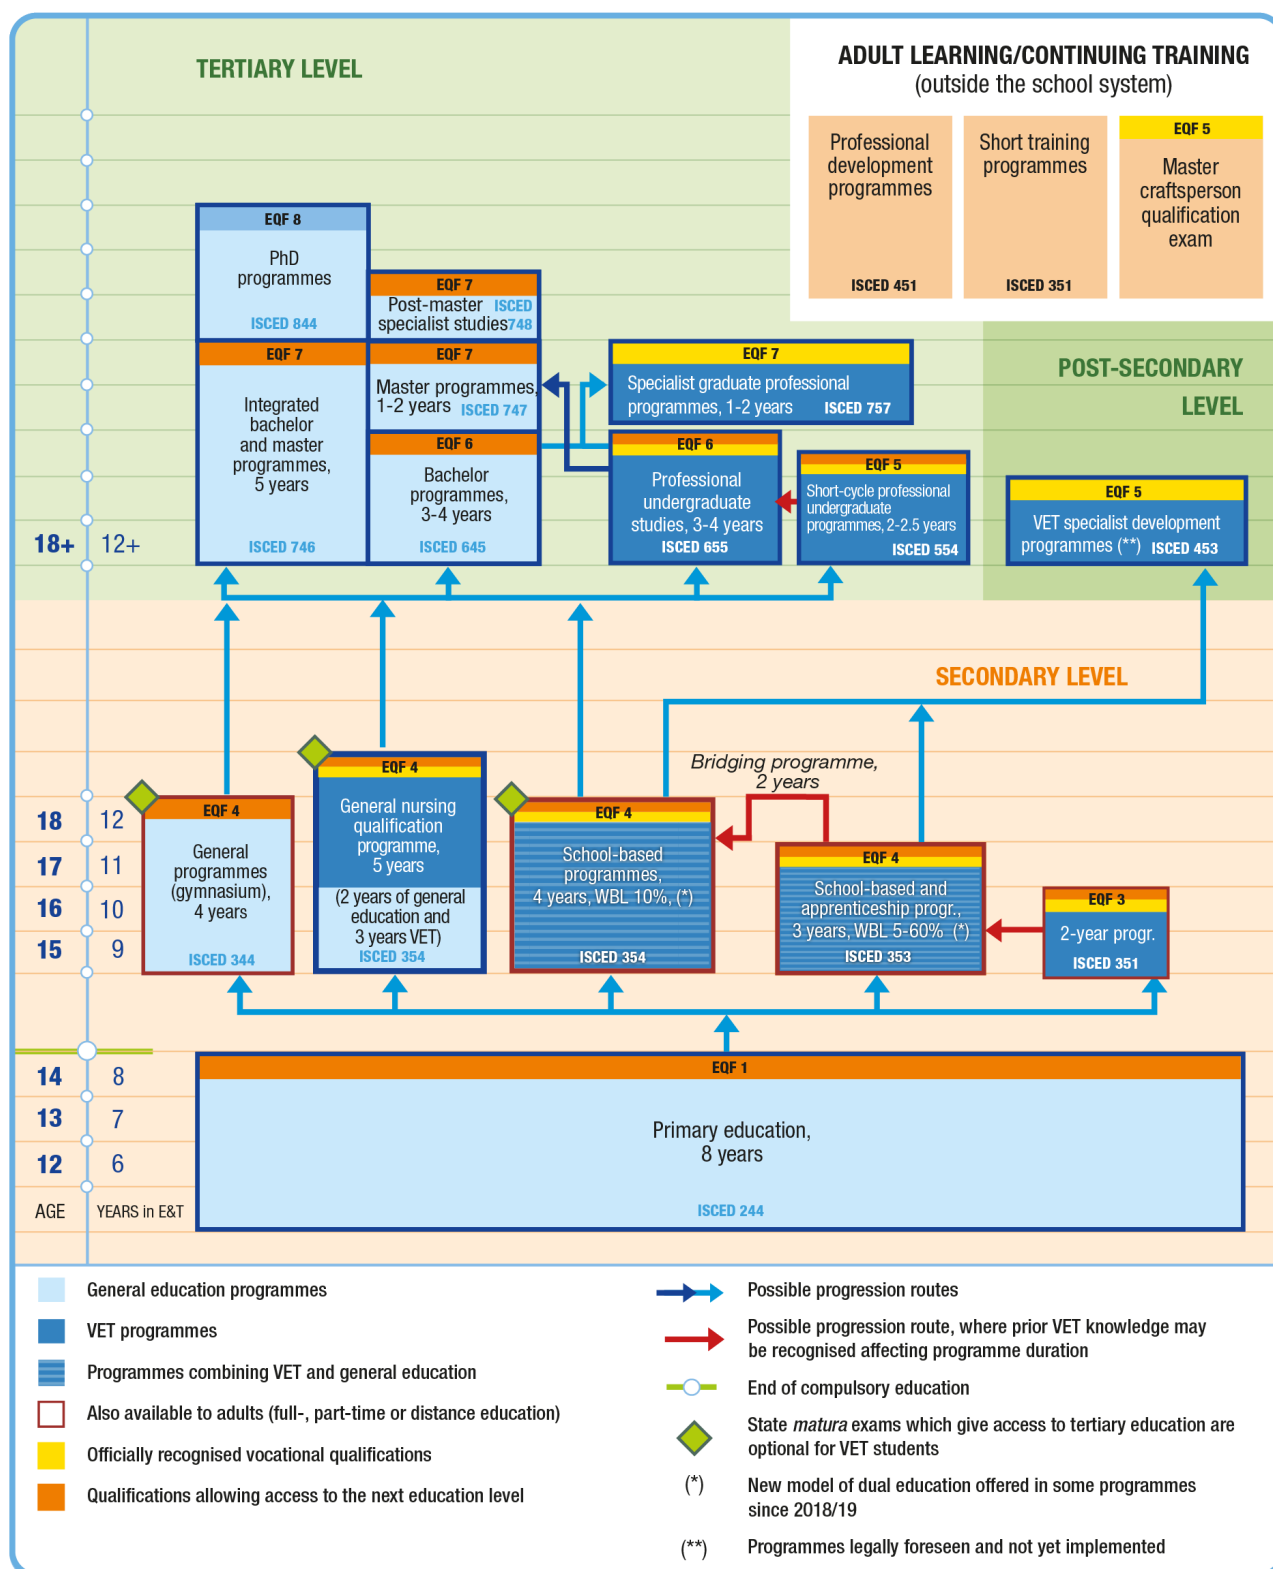 TERTIARY LEVEL
ADULT LEARNING/CONTINUING TRAINING
(outside the school system)
Professional
development
programmes
ISCED 451
Short training
programmes
ISCED 351
EQF 5
Master
craftsperson
qualification
exam
EQF 8
PhD
programmes
ISCED 844
EQF 7
Post-master ISCED
specialist studies748
EQF 7
Integrated
bachelor
and master
programmes,
5 years
ISCED 746
EQF 7
Master programmes,
1-2 years ISCED 747
EQF 6
Bachelor
programmes,
3-4 years
ISCED 645
EQF 7
Specialist graduate professional
programmes, 1-2 years ISCED 757
EQF 6
Professional
undergraduate
studies, 3-4 years
ISCED 655
EQF 5
Short-cycle professional
undergraduate
programmes, 2-2.5 years
ISCED 554
POST-SECONDARY
LEVEL
EQF 5
VET specialist development
programmes (**) ISCED 453
18+ 12+
SECONDARY LEVEL
Bridging programme,
2 years
EQF 4
General
programmes
(gymnasium),
4 years
ISCED 344
EQF 4
General nursing
qualification
programme,
5 years
(2 years of general
education and
3 years VET)
ISCED 354
EQF 4
School-based
programmes,
4 years, WBL 10%, (*)
ISCED 354
EQF 4
School-based and
apprenticeship progr.,
3 years, WBL 5-60% (*)
ISCED 353
EQF 3
2-year progr.
ISCED 351
18 12
17 11
16 10
15 9
EQF 1
Primary education,
8 years
ISCED 244
14 8
13 7
12 6
AGE YEARS in E&T
General education programmes
VET programmes
Programmes combining VET and general education
Also available to adults (full-, part-time or distance education)
Officially recognised vocational qualifications
Qualifications allowing access to the next education level
Possible progression routes
Possible progression route, where prior VET knowledge may
be recognised affecting programme duration
End of compulsory education
State matura exams which give access to tertiary education are
optional for VET students
(*) New model of dual education offered in some programmes
since 2018/19
(**) Programmes legally foreseen and not yet implemented